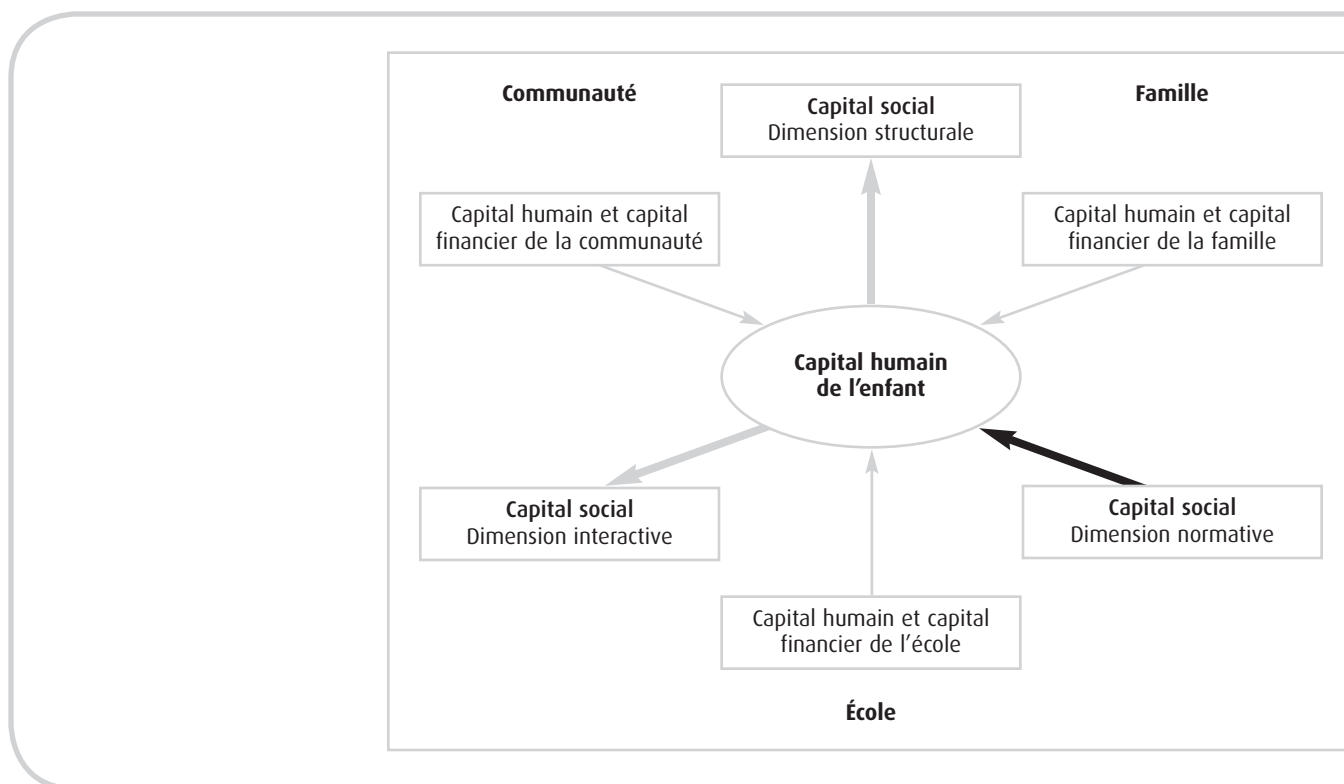 Communauté
Capital social
Dimension structurale
Famille
Capital humain et capital
financier de la communauté
Capital humain et capital
financier de la famille
Capital humain
de l'enfant
Capital social
Dimension interactive
Capital social
Dimension normative
Capital humain et capital
financier de l'école
École